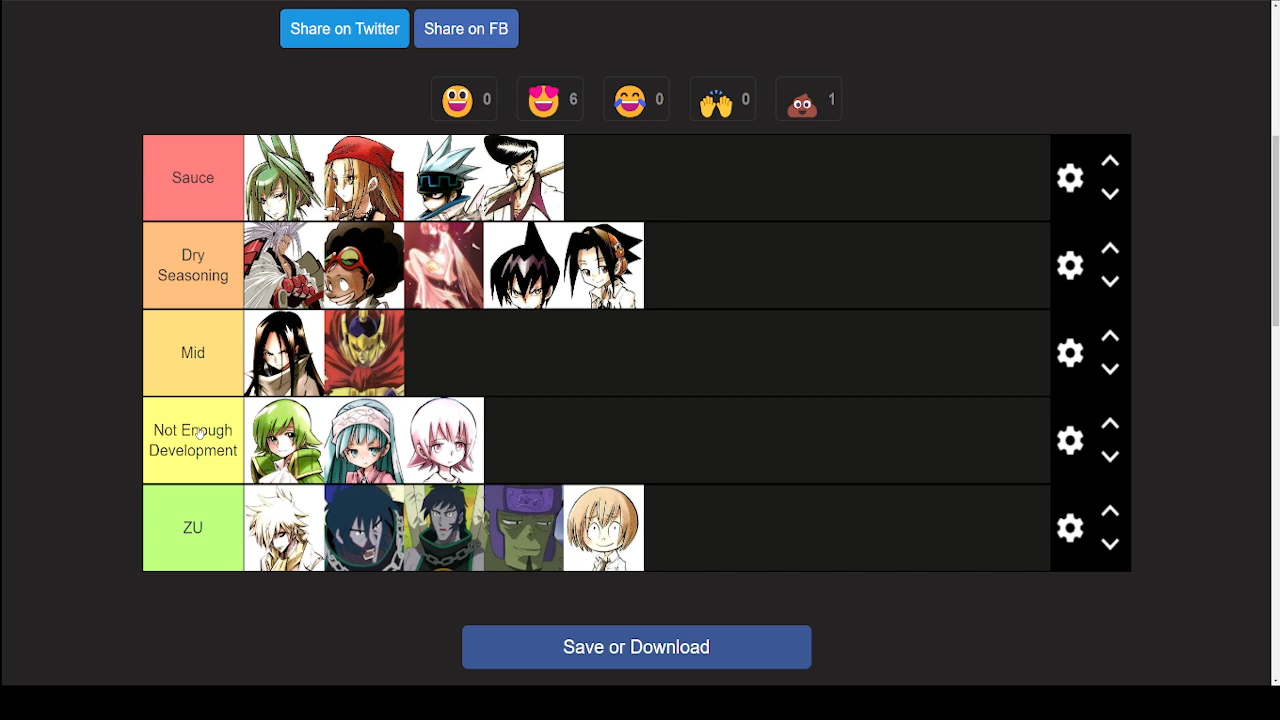 Share on Twitter
Share on FB
0
6
0
0
1
Sauce
Dry
Seasoning
Mid
Not Enough
Development
ZU
Save or Download